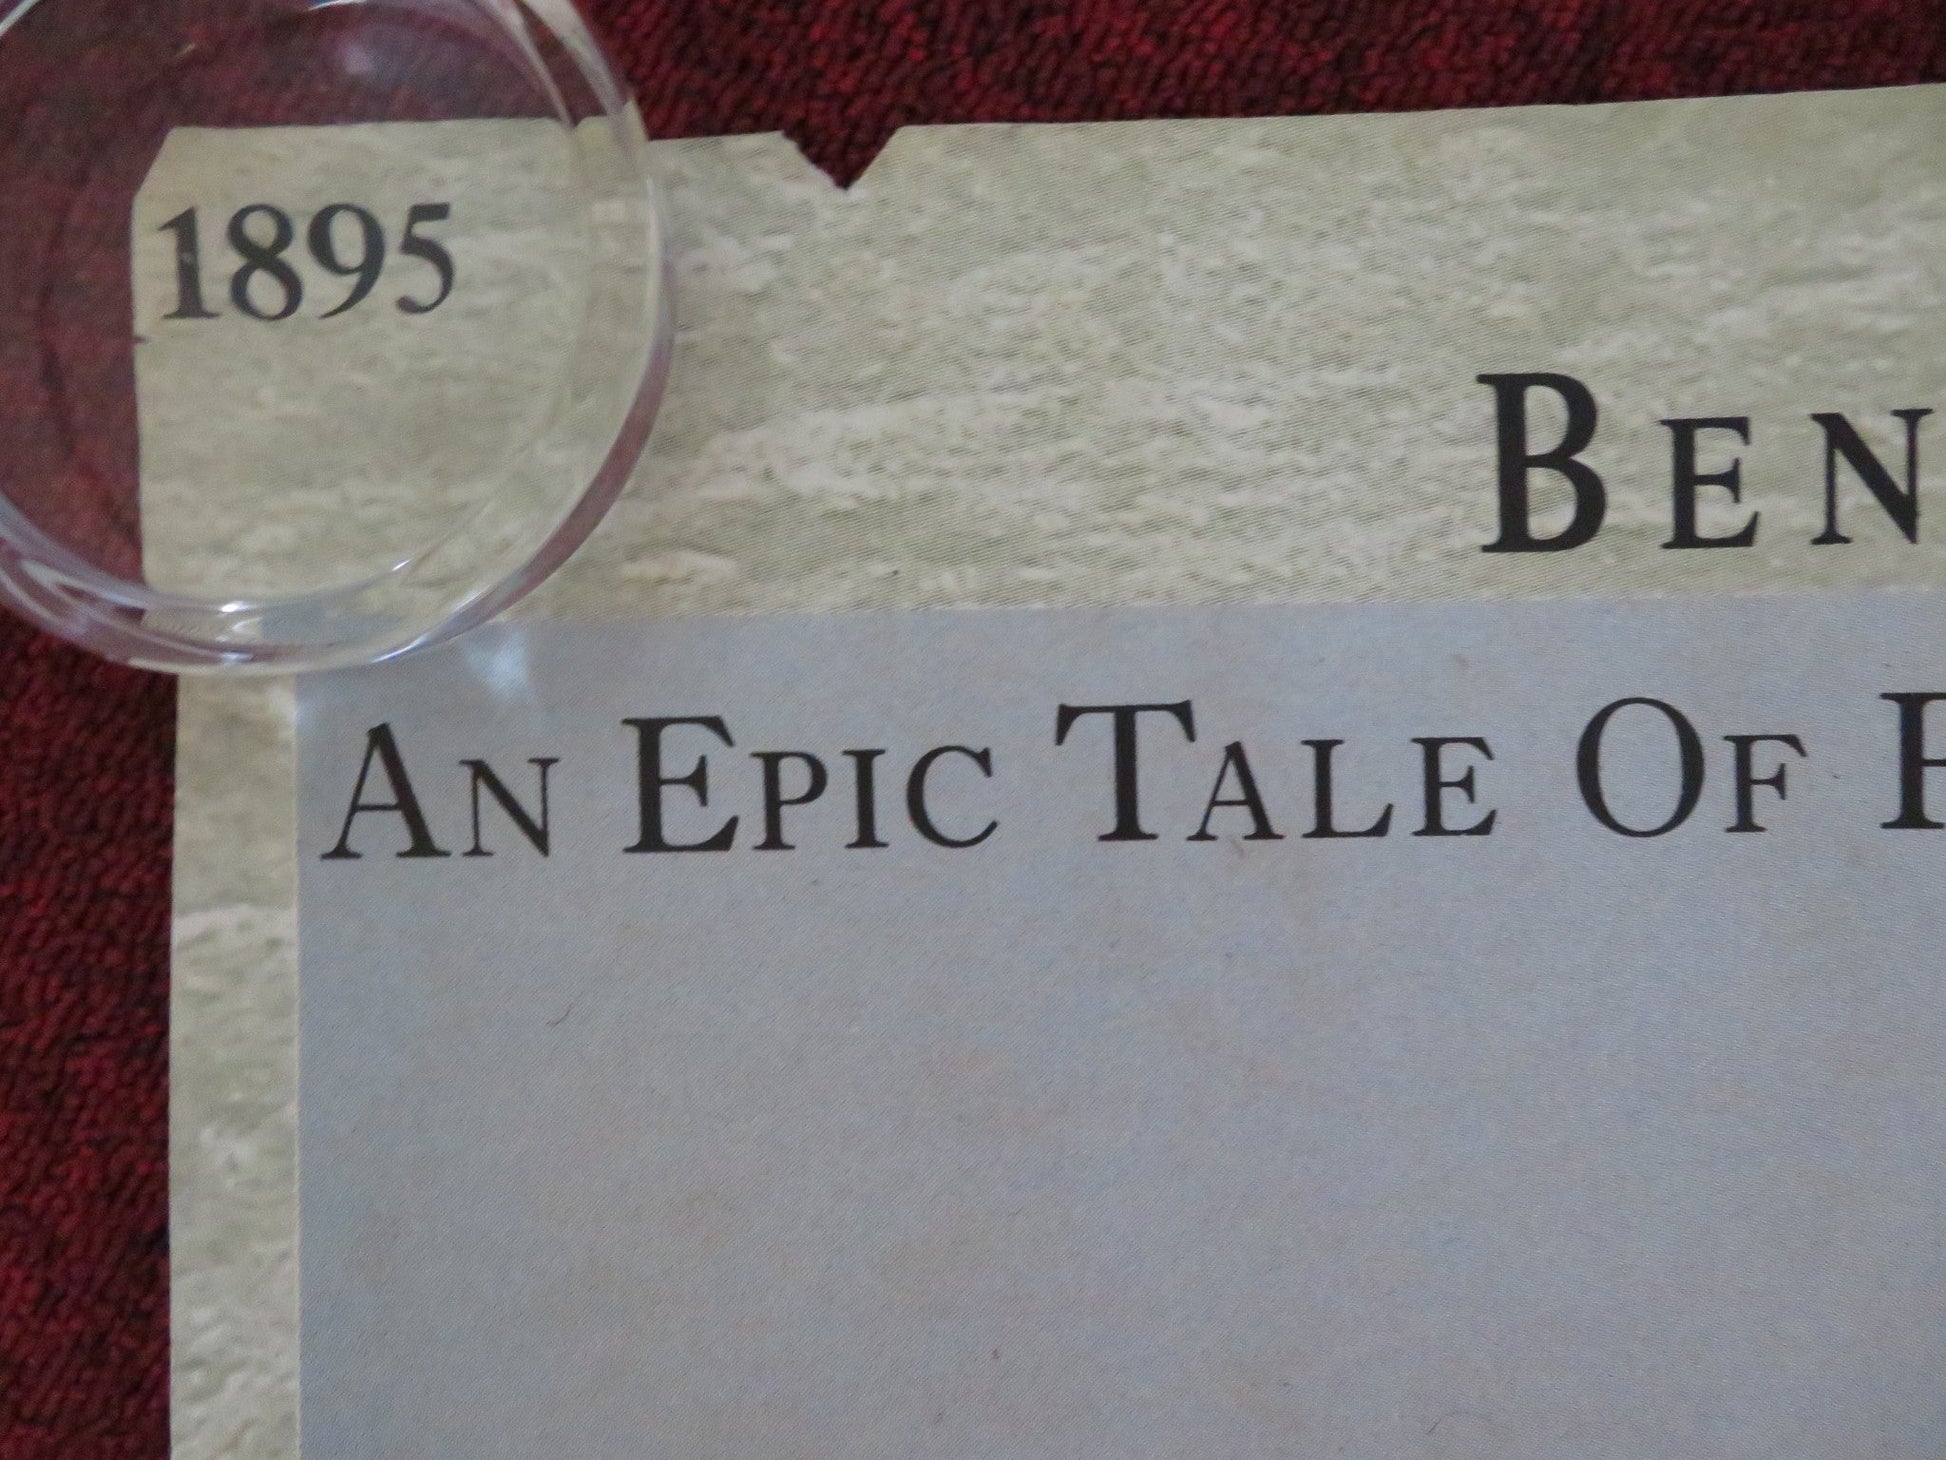 1895
BEN
AN EPIC TALE OF